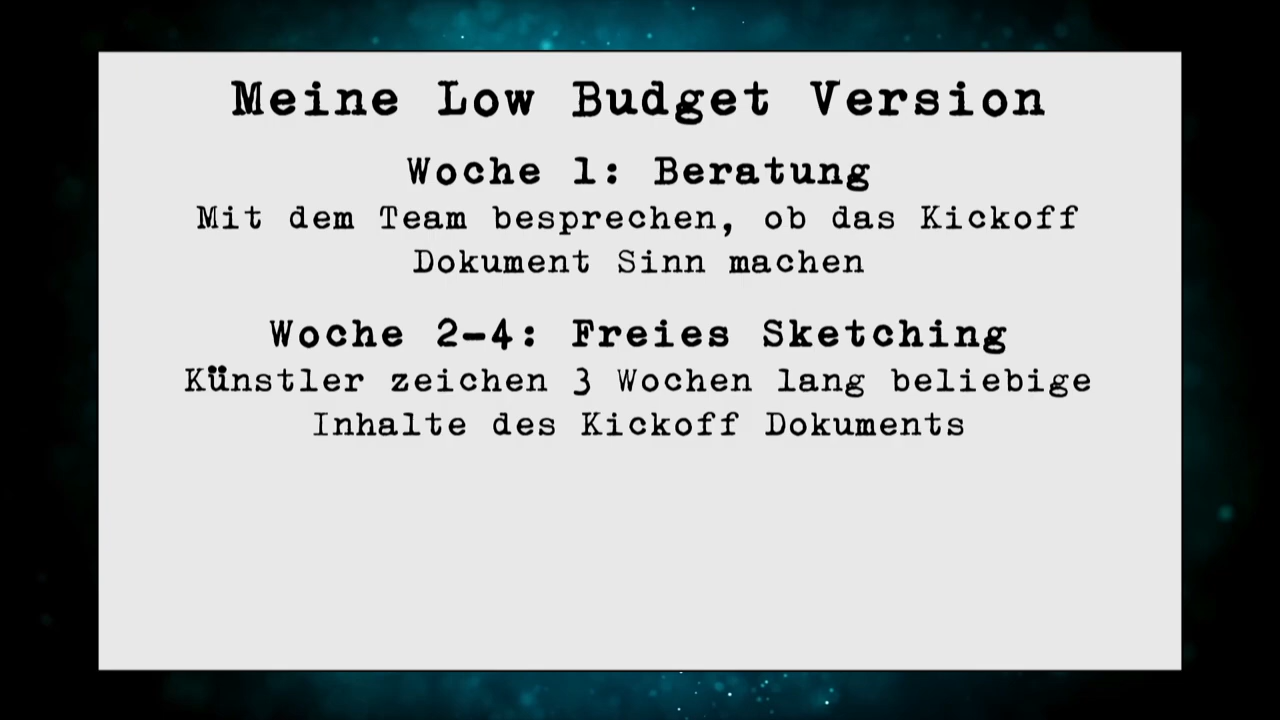 Meine Low Budget Version
Woche 1: Beratung
Mit dem Team besprechen, ob das Kickoff
Dokument Sinn machen
Woche 2-4: Freies Sketching
Künstler zeichen 3 Wochen lang beliebige
Inhalte des Kickoff Dokuments